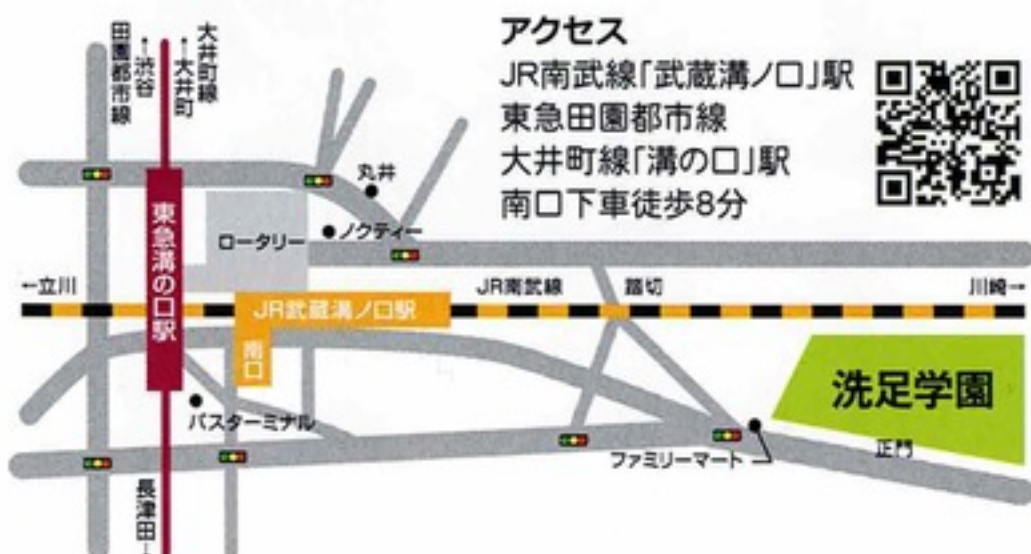 アクセス
JR南武線「武蔵溝ノ口」駅
東急田園都市線
大井町線「溝の口」駅
南口下車徒歩8分
田園都市線
←渋谷
←大井町
大井町線
丸井
ノクティー
ロータリー
東急溝の口駅
←立川
JR南武線
踏切
川崎→
JR武蔵溝ノ口駅
南口
洗足学園
バスターミナル
ファミリーマート
正門
長津田→